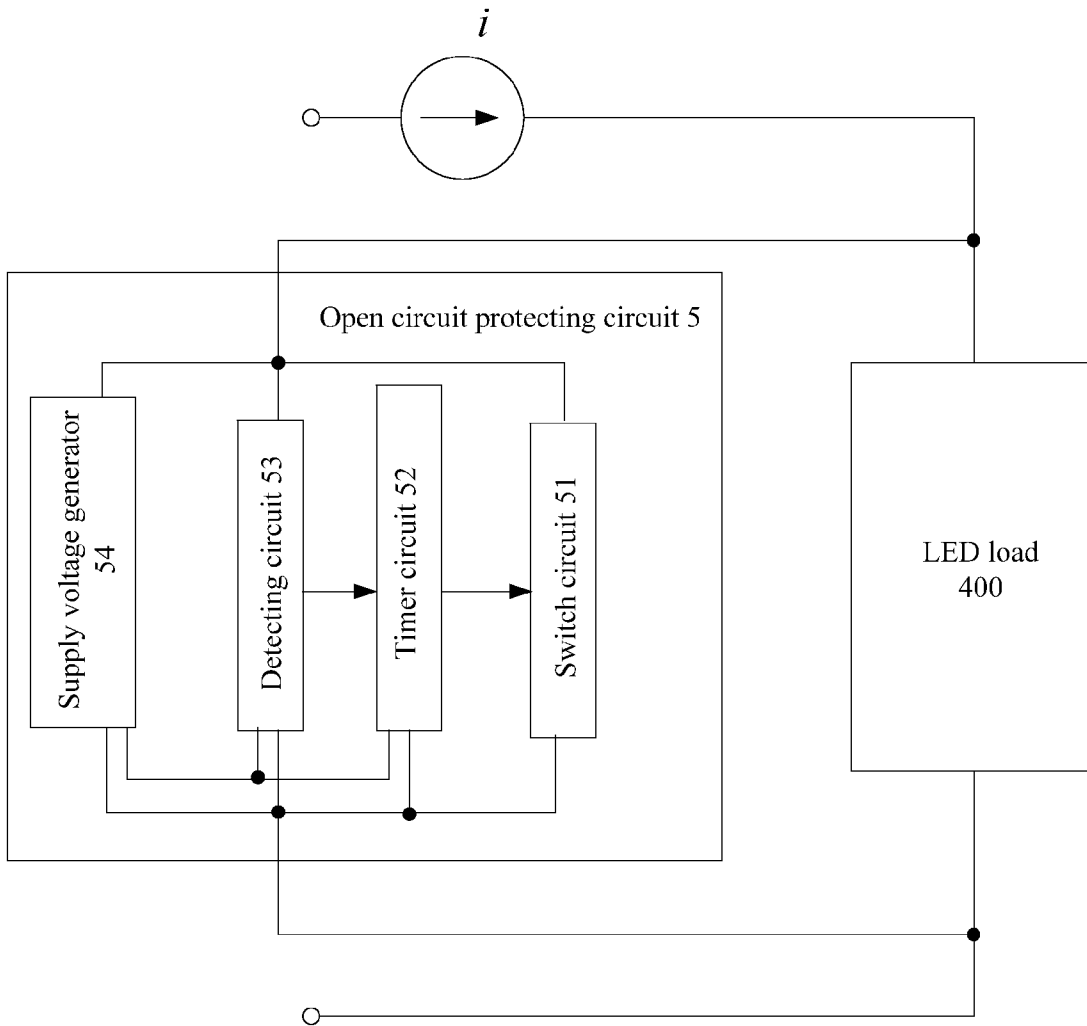 i
Open circuit protecting circuit 5
Supply voltage generator
54
Detecting circuit 53
Timer circuit 52
Switch circuit 51
LED load
400